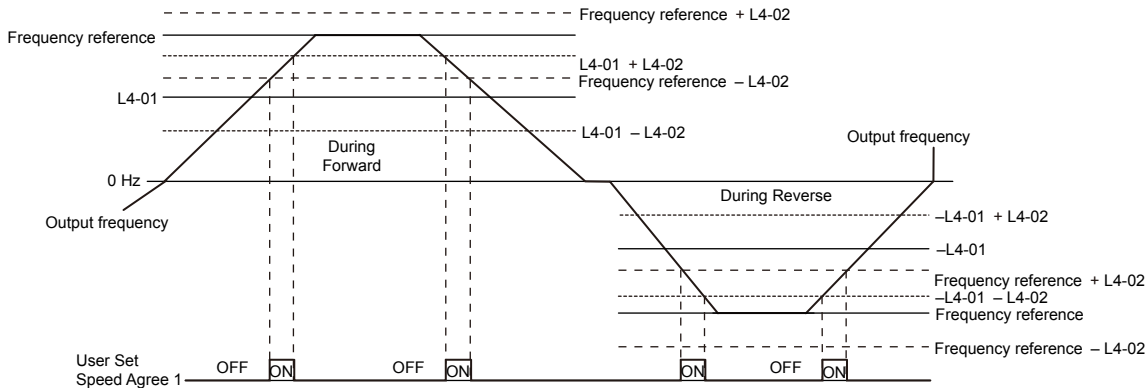 Frequency reference + L4-02
Frequency reference
L4-01 + L4-02
Frequency reference – L4-02
L4-01
L4-01 – L4-02
During
Forward
Output frequency
0 Hz
During Reverse
Output frequency
–L4-01 + L4-02
–L4-01
Frequency reference + L4-02
–L4-01 – L4-02
Frequency reference
Frequency reference – L4-02
User Set
Speed Agree 1
OFF ON OFF ON ON OFF ON